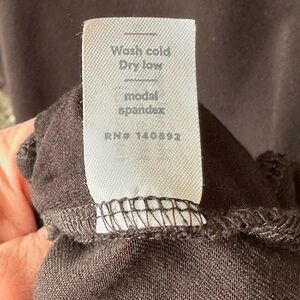 Wash cold
Dry low
modal
spandex
RN# 140892